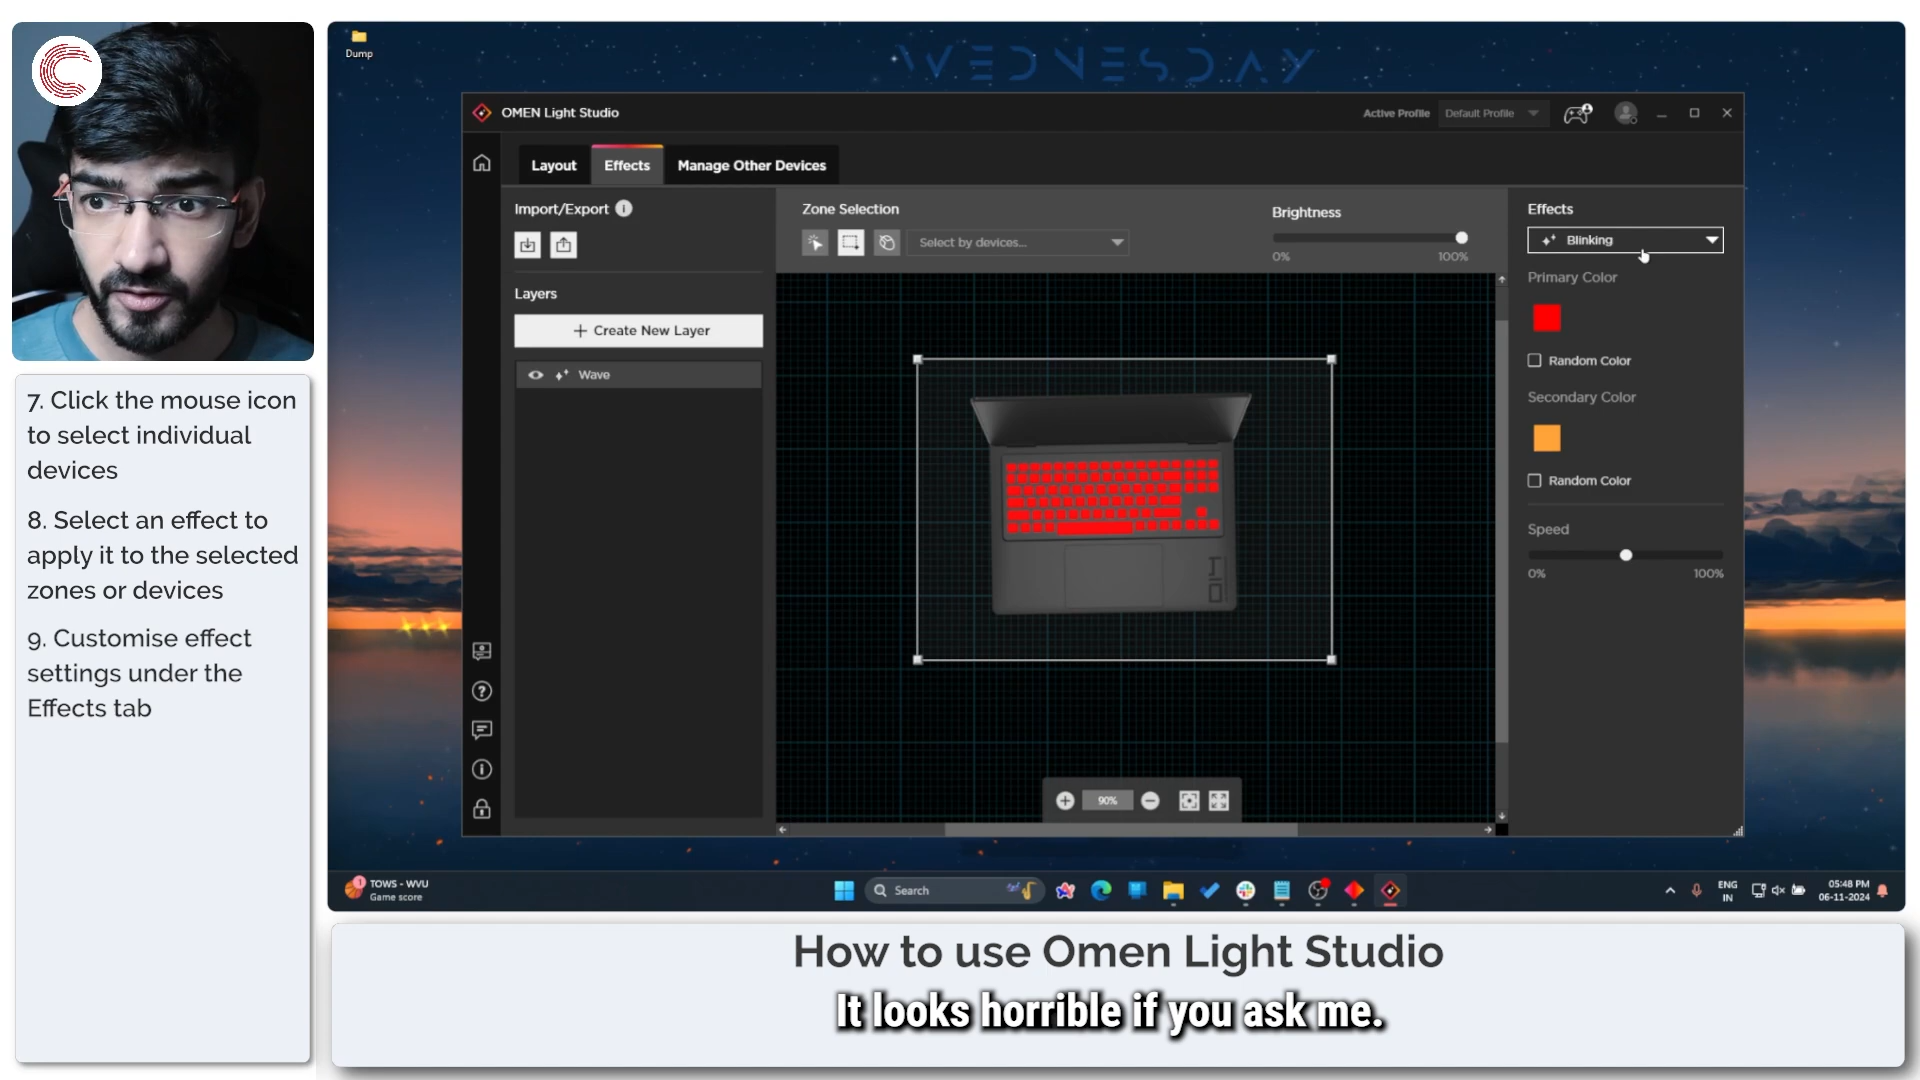 Dump
WEDNESDAY
OMEN Light Studio
Active Profile
Default Profile
Layout
Effects
Manage Other Devices
Import/Export
Zone Selection
Select by devices...
Brightness
0%
100%
Effects
Blinking
Primary Color
Random Color
Secondary Color
Random Color
Speed
0%
100%
Layers
+ Create New Layer
Wave
90%
7. Click the mouse icon
to select individual
devices
8. Select an effect to
apply it to the selected
zones or devices
9. Customise effect
settings under the
Effects tab
1
TOWS - WVU
Game score
Search
ENG
IN
05:48 PM
06-11-2024
How to use Omen Light Studio
It looks horrible if you ask me.